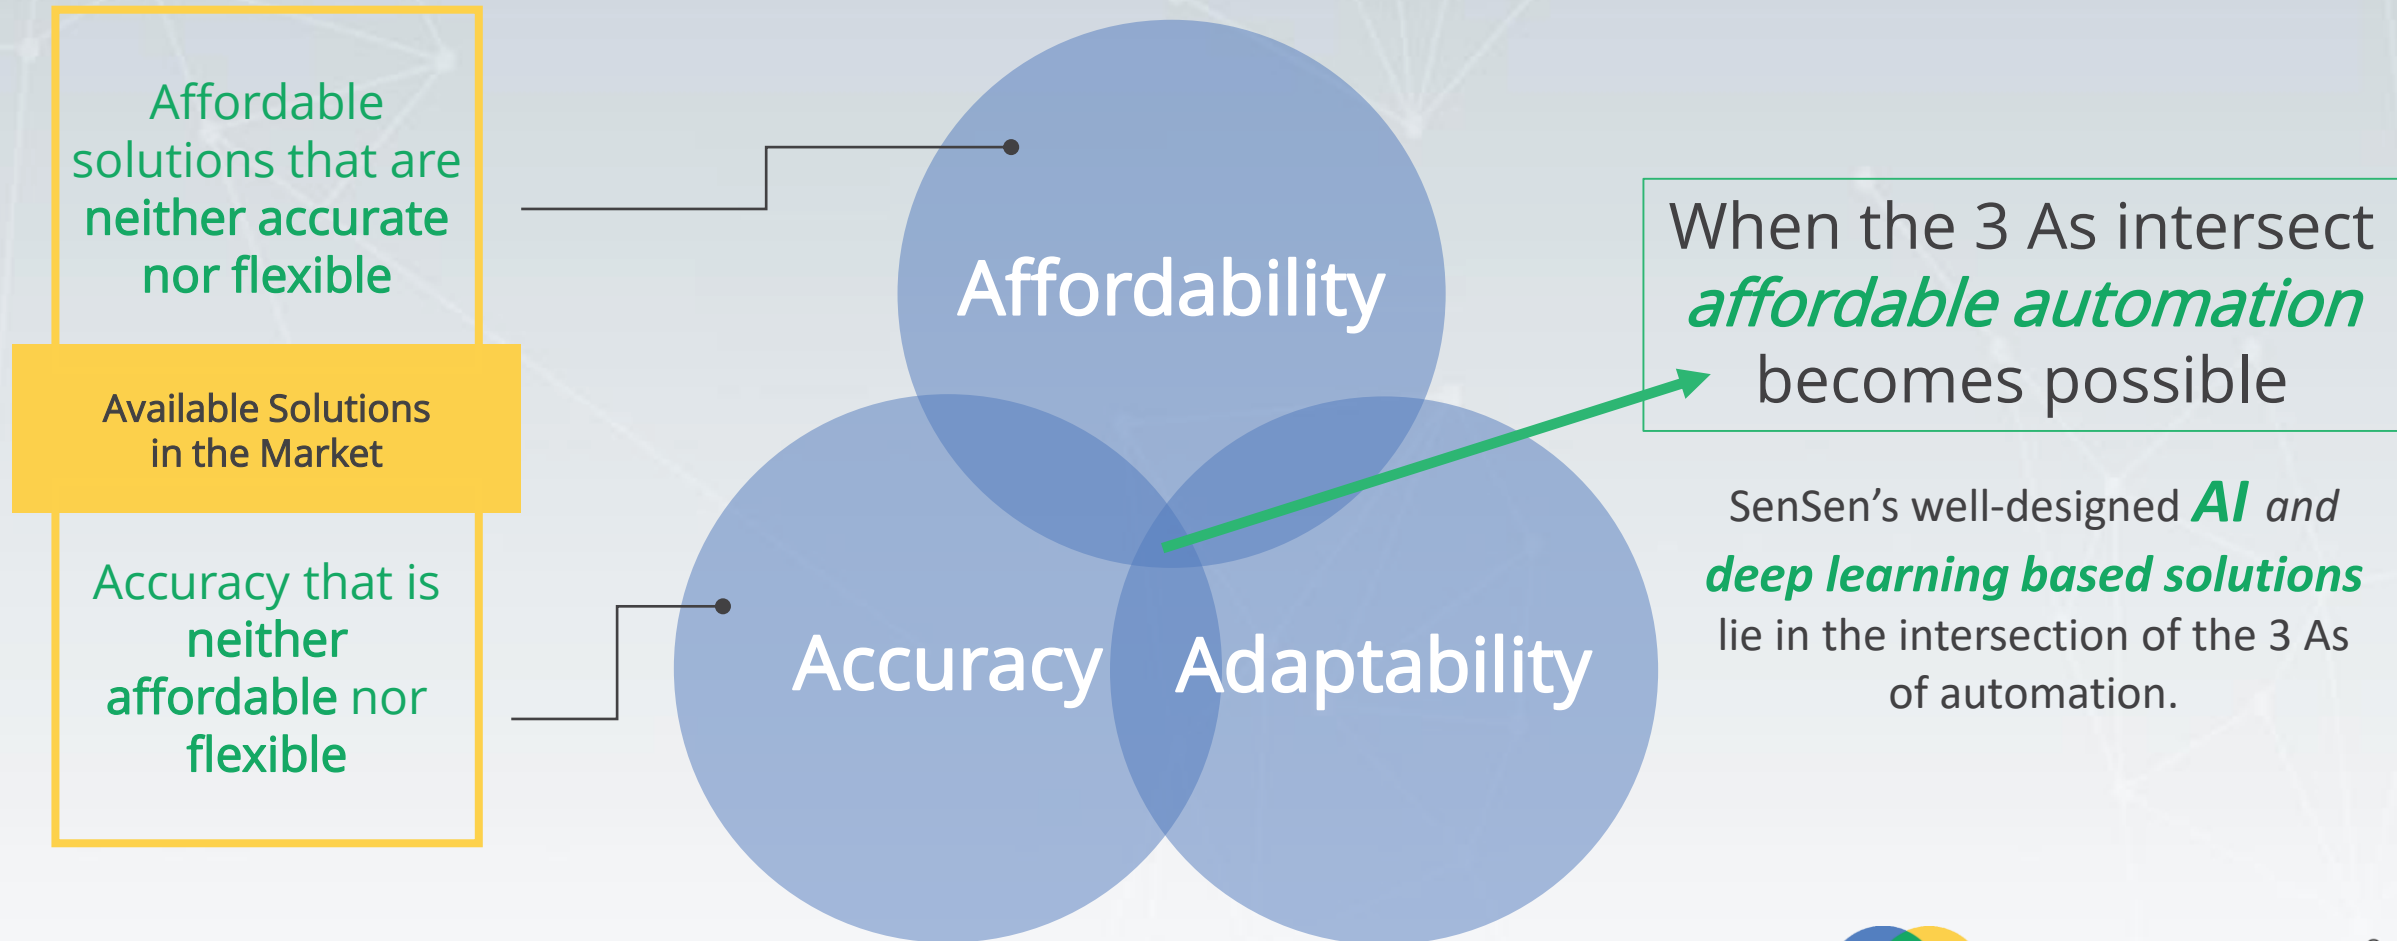 Affordable
solutions that are
neither accurate
nor flexible
Available Solutions
in the Market
Accuracy that is
neither
affordable nor
flexible
Affordability
Accuracy
Adaptability
When the 3 As intersect
affordable automation
becomes possible
SenSen’s well-designed AI and
deep learning based solutions
lie in the intersection of the 3 As
of automation.